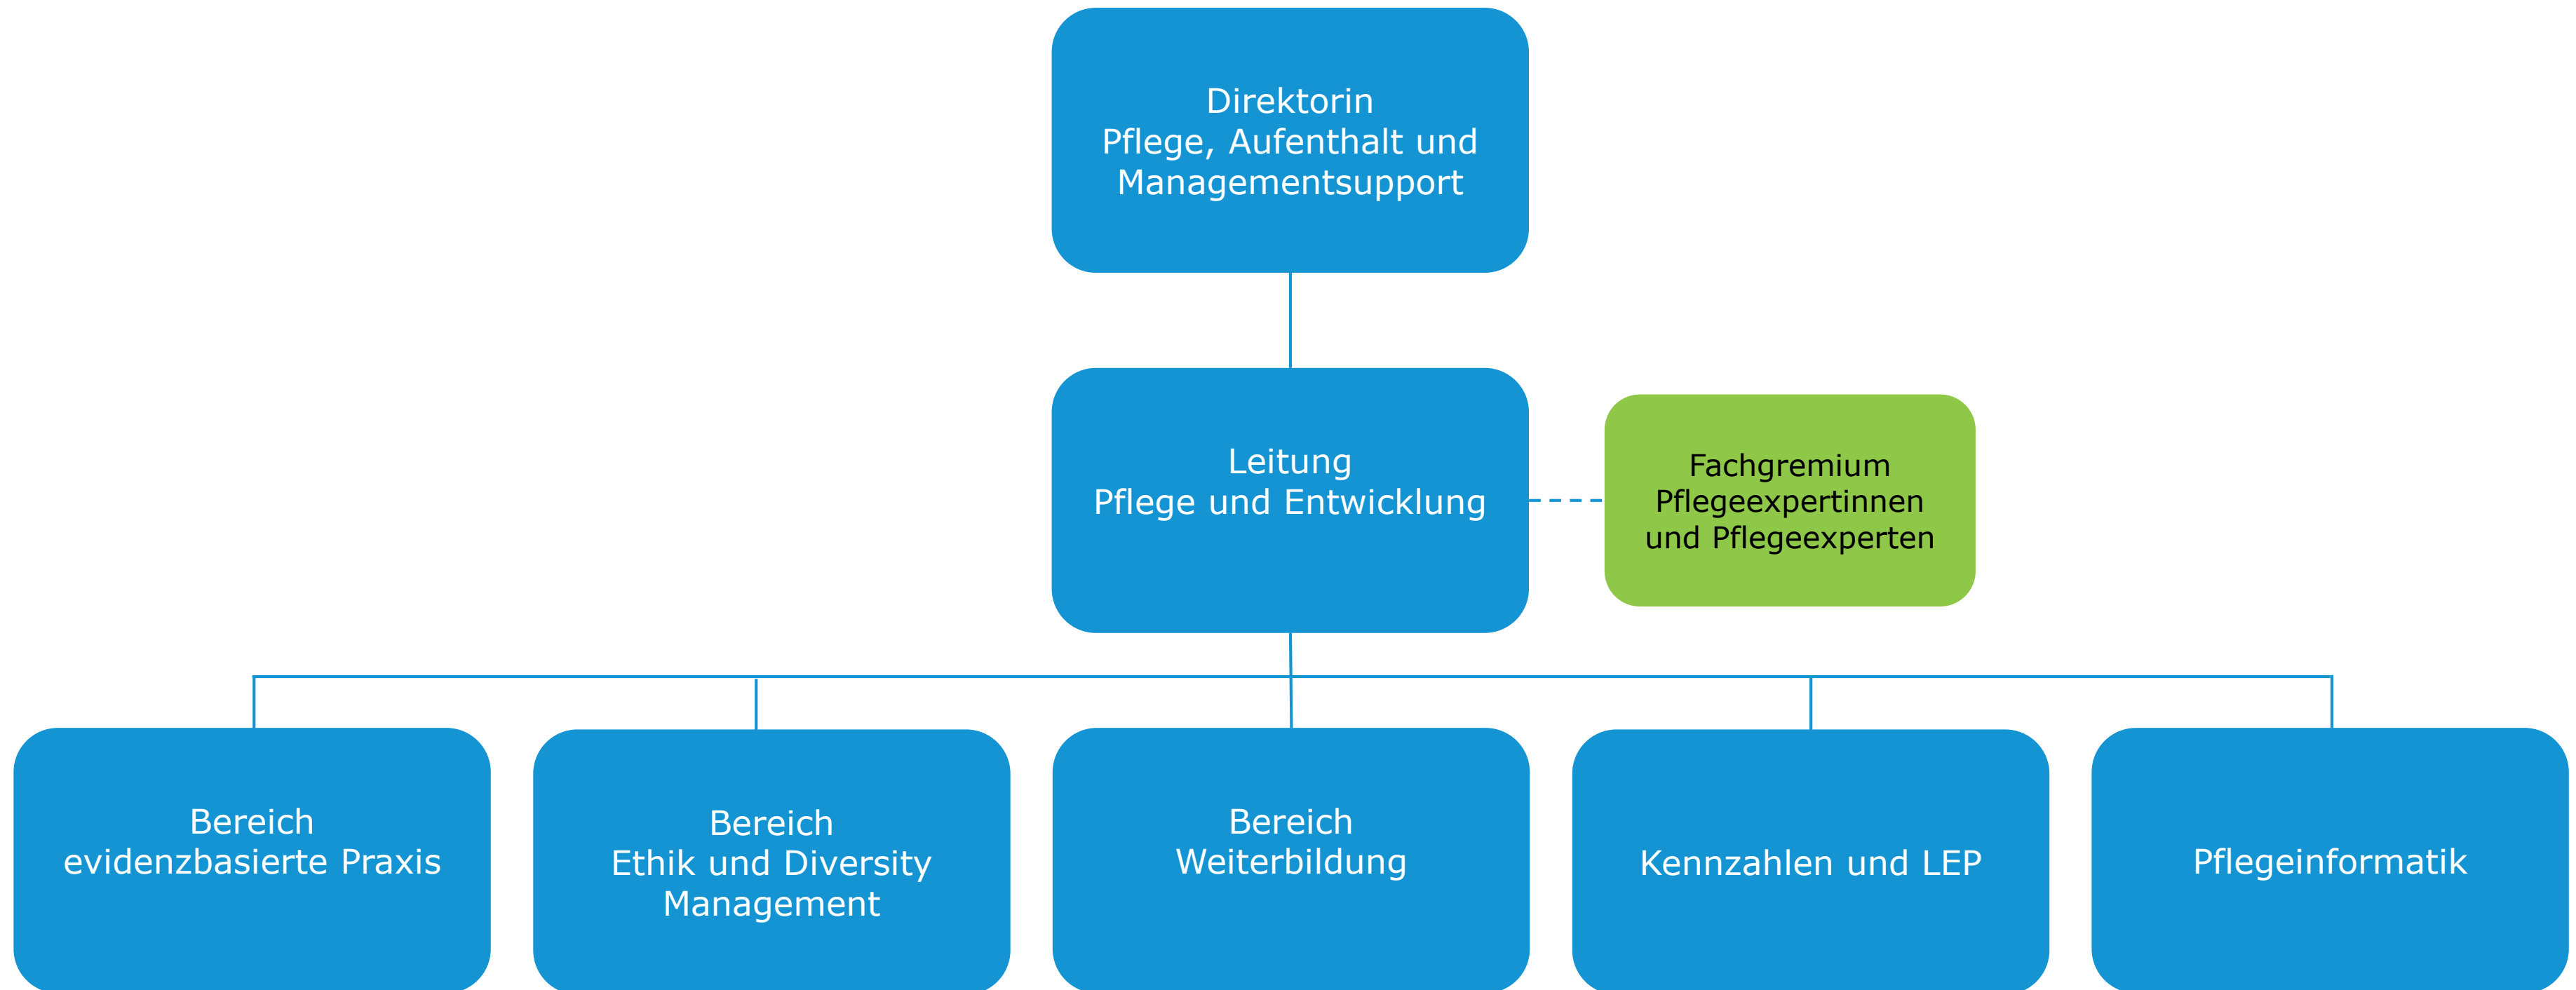 Direktorin
Pflege, Aufenthalt und
Managementsupport
Leitung
Pflege und Entwicklung
Fachgremium
Pflegeexpertinnen
und Pflegeexperten
Bereich
evidenzbasierte Praxis
Bereich
Ethik und Diversity
Management
Bereich
Weiterbildung
Kennzahlen und LEP
Pflegeinformatik